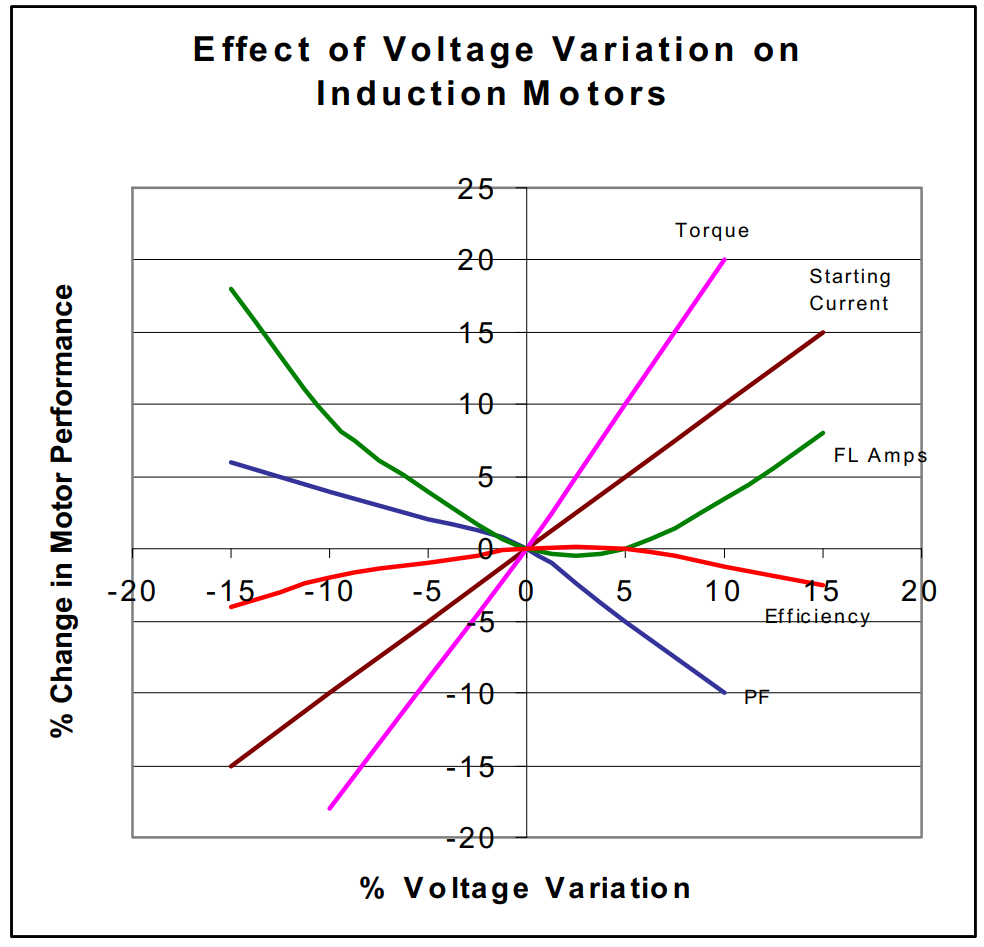 Effect of Voltage Variation on
Induction Motors
25
Torque
20
Starting
Current
15
10
FL Amps
5
0
-20 -15 -10 -5 0 5 10 15 20
Efficiency
-5
-10
PF
-15
-20
% Change in Motor Performance
% Voltage Variation